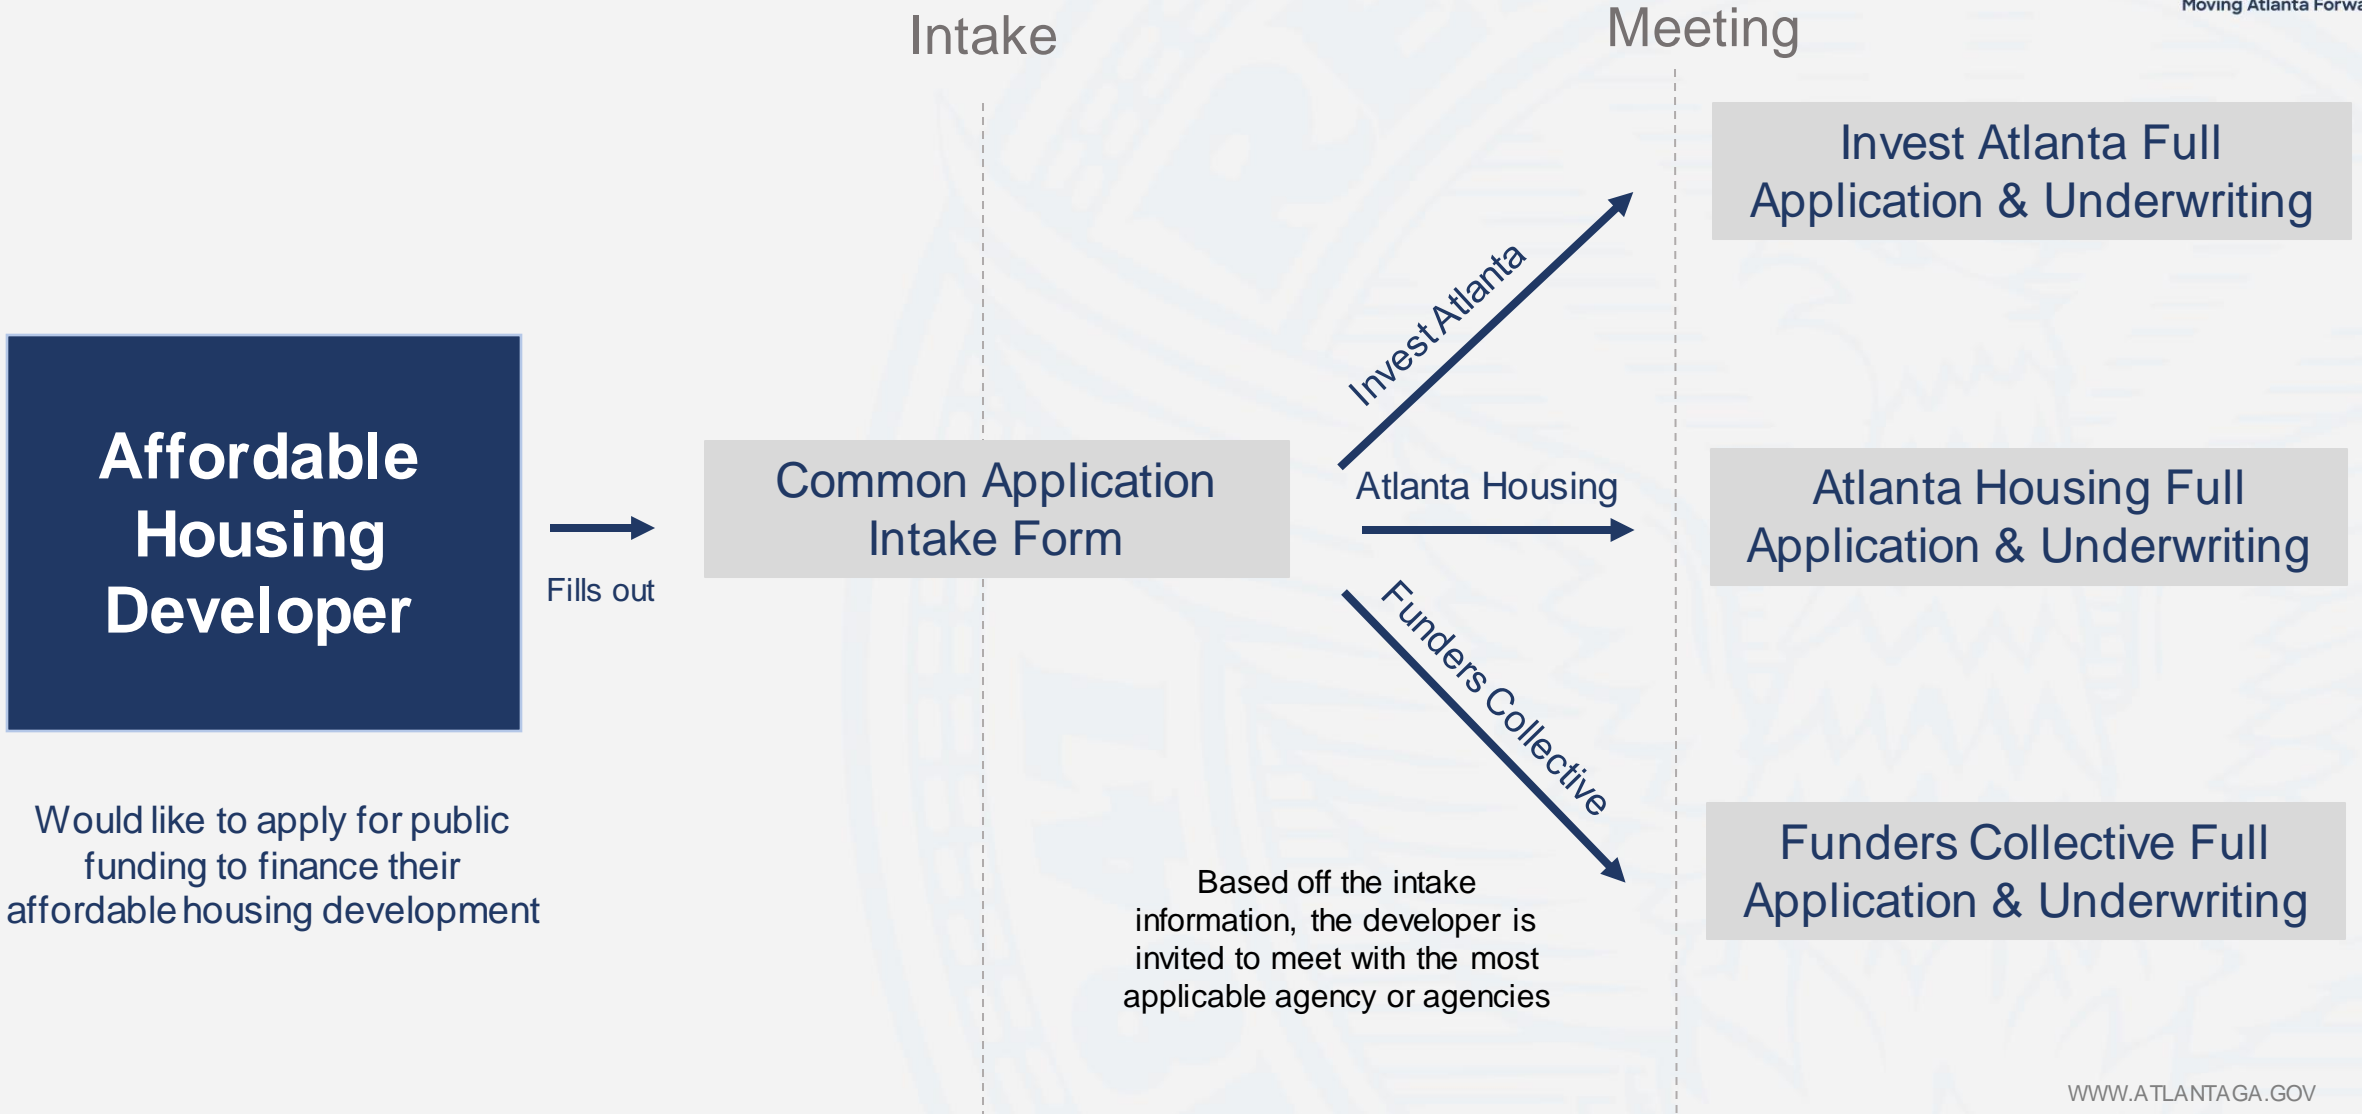 Moving Atlanta Forwa
Intake
Meeting
Invest Atlanta Full
Application & Underwriting
Invest Atlanta
Affordable
Housing
Developer
Fills out
Common Application
Intake Form
Atlanta Housing
Atlanta Housing Full
Application & Underwriting
Funders Collective
Would like to apply for public
funding to finance their
affordable housing development
Based off the intake
information, the developer is
invited to meet with the most
applicable agency or agencies
Funders Collective Full
Application & Underwriting
WWW.ATLANTAGA.GOV